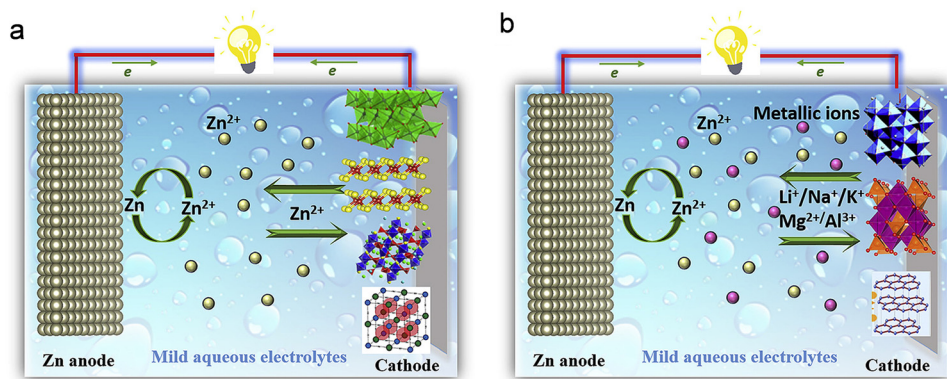 a
e
e
Zn²⁺
Zn
Zn²⁺
Zn²⁺
Zn anode
Mild aqueous electrolytes
Cathode
b
e
e
Zn²⁺
Metallic ions
Zn
Zn²⁺
Li⁺/Na⁺/K⁺
Mg²⁺/Al³⁺
Zn anode
Mild aqueous electrolytes
Cathode